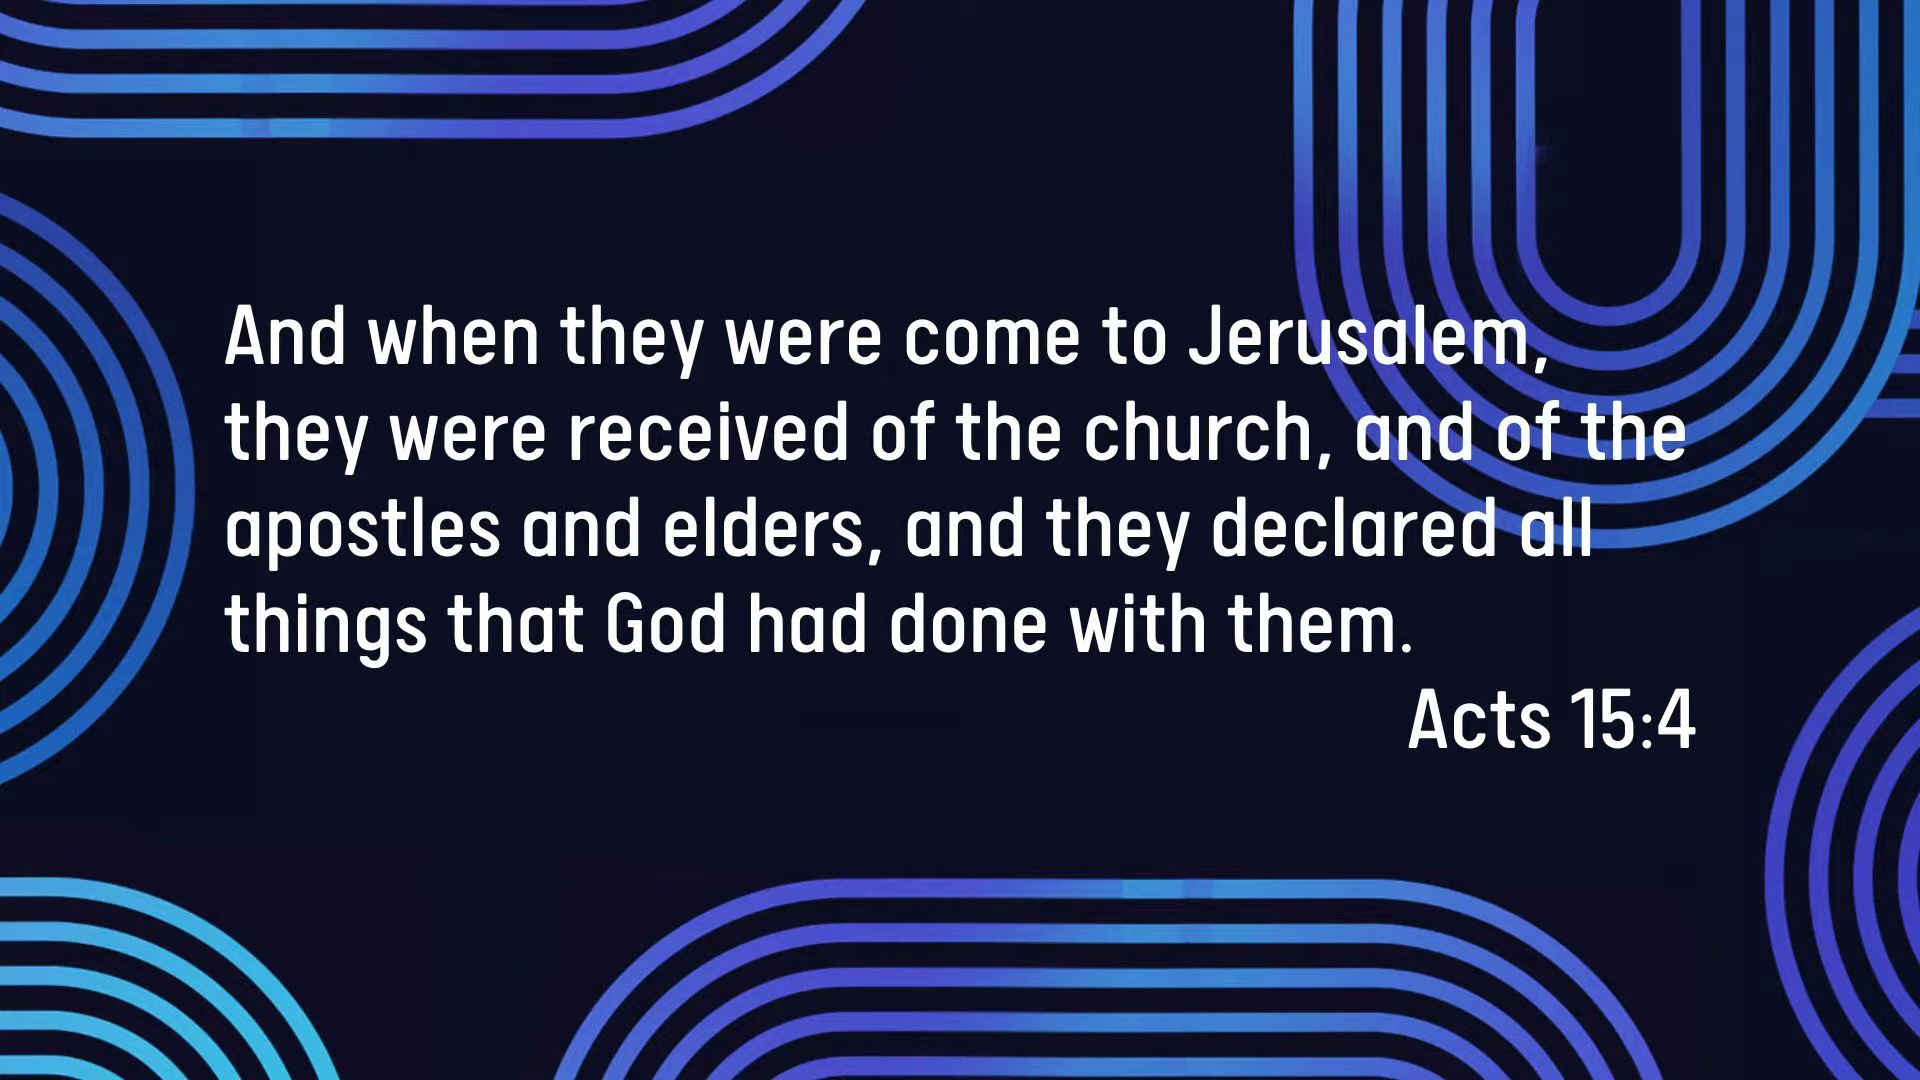 And when they were come to Jerusalem,
they were received of the church, and of the
apostles and elders, and they declared all
things that God had done with them.
Acts 15:4